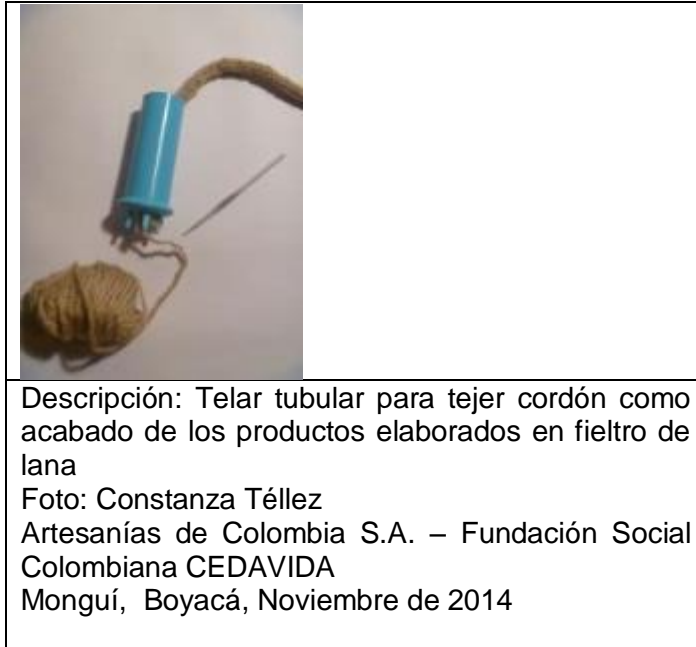 Descripción: Telar tubular para tejer cordón como
acabado de los productos elaborados en fieltro de
lana
Foto: Constanza Téllez
Artesanías de Colombia S.A. – Fundación Social
Colombiana CEDAVIDA
Monguí, Boyacá, Noviembre de 2014